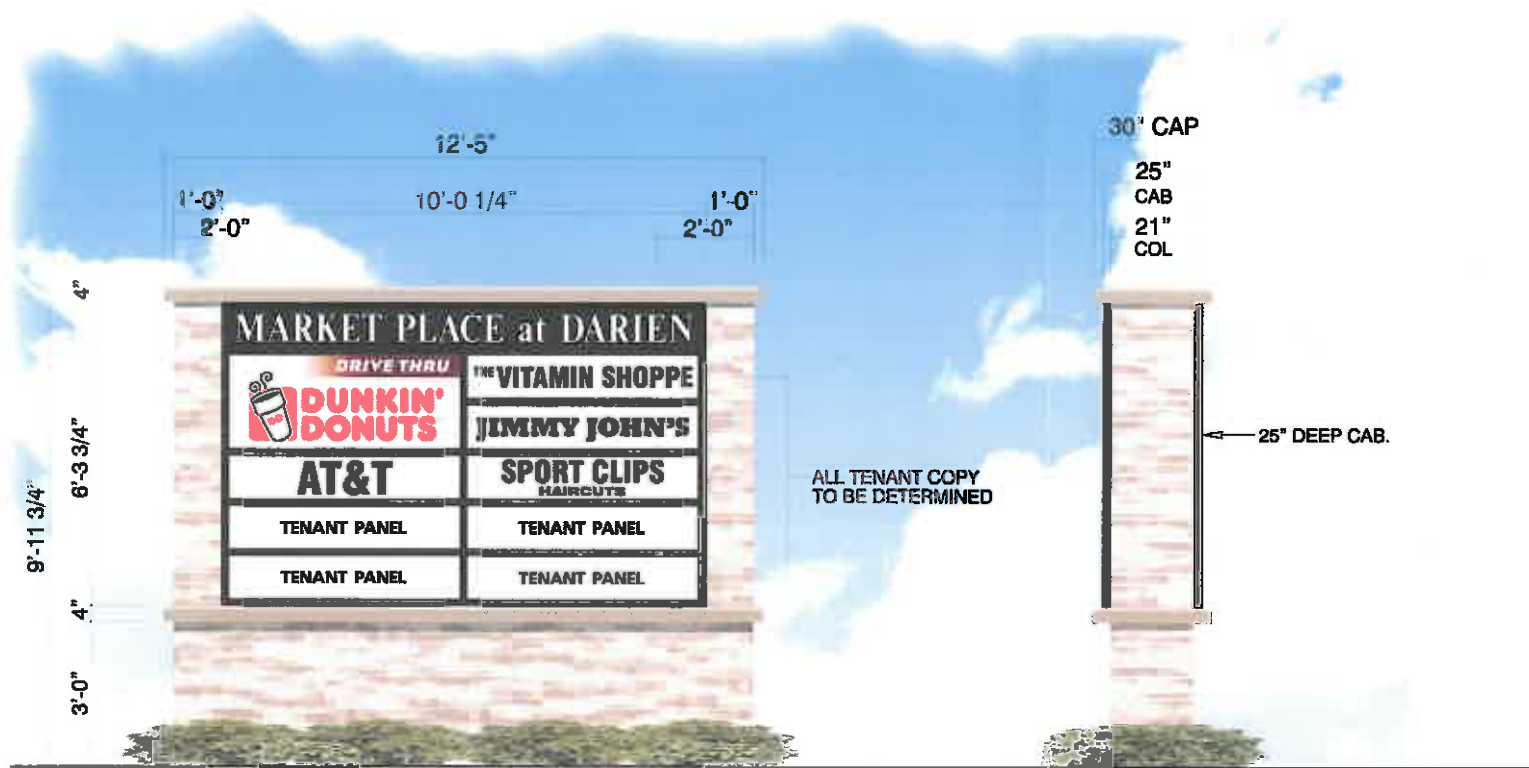 12'-5"
1'-0"
10'-0 1/4"
1'-0"
2'-0"
2'-0"
30" CAP
25"
CAB
21"
COL
4"
6'-3 3/4"
9'-11 3/4"
4"
3'-0"
MARKET PLACE at DARIEN
DRIVE THRU
DUNKIN'
DONUTS
DD
THE VITAMIN SHOPPE
JIMMY JOHN'S
AT&T
SPORT CLIPS
HAIRCUTS
TENANT PANEL
TENANT PANEL
TENANT PANEL
TENANT PANEL
ALL TENANT COPY
TO BE DETERMINED
25" DEEP CAB.